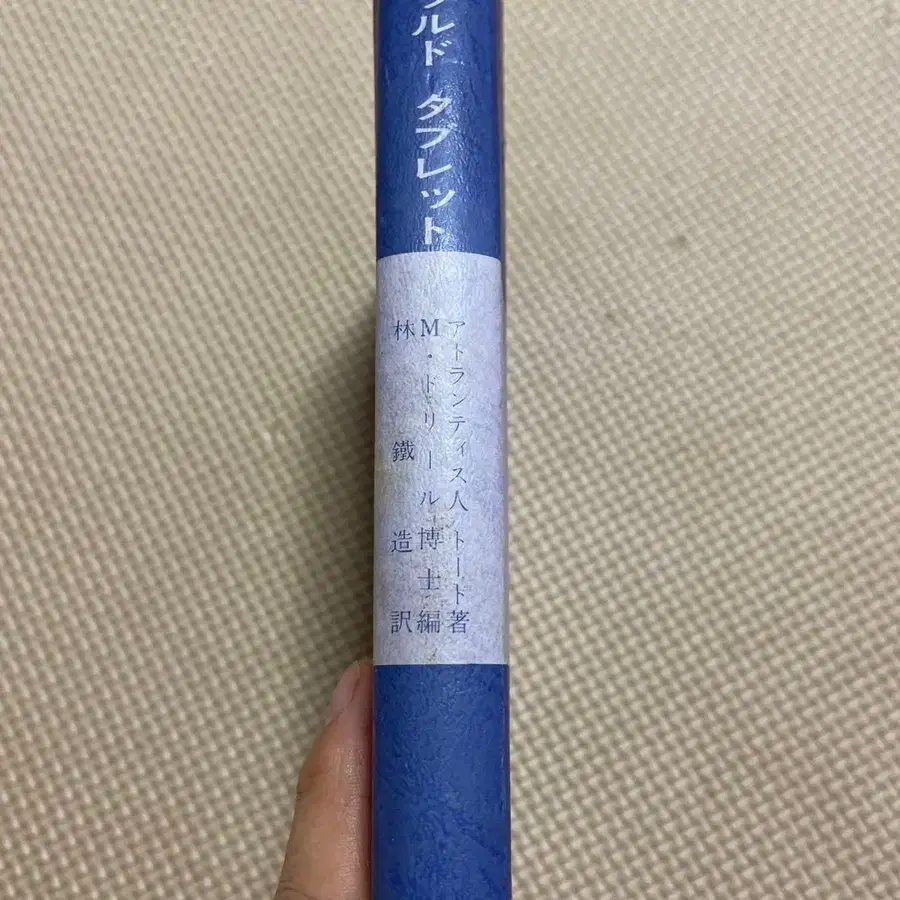 ルド タブレット
アトランティス人トート著
M・ドリール博士編
林 鐵造訳